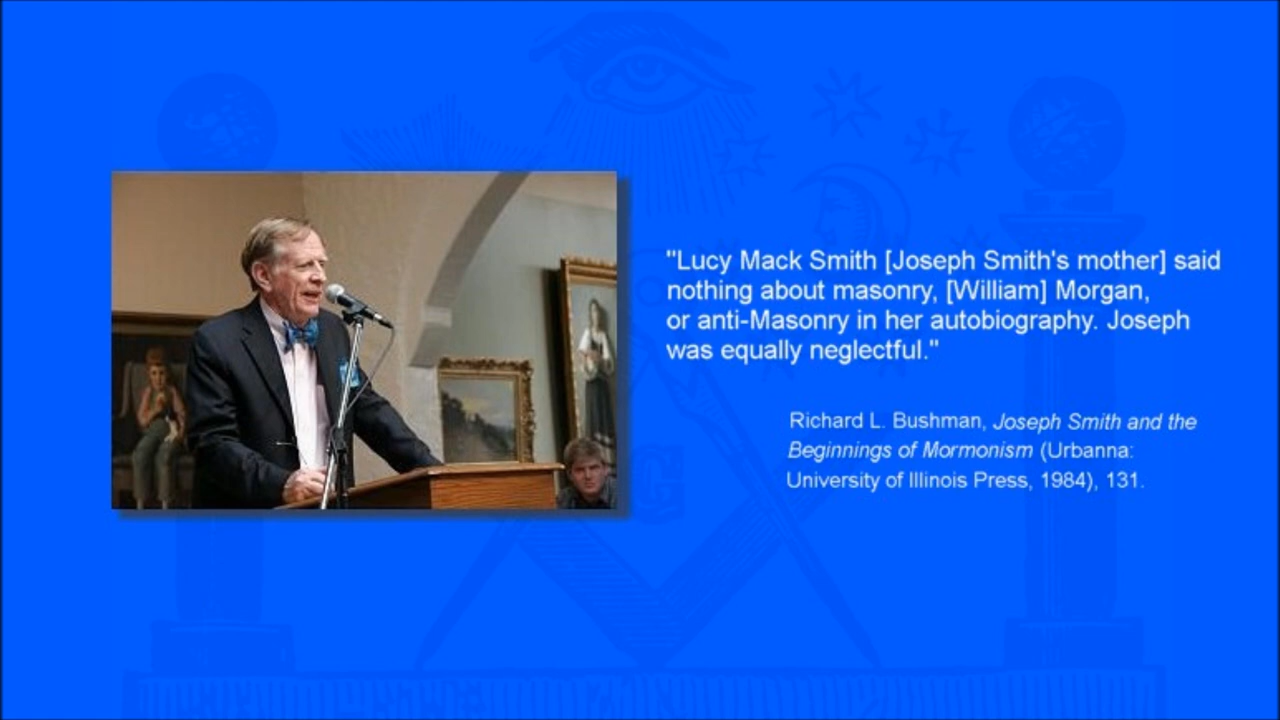 "Lucy Mack Smith [Joseph Smith's mother] said
nothing about masonry, [William] Morgan,
or anti-Masonry in her autobiography. Joseph
was equally neglectful."
Richard L. Bushman, Joseph Smith and the
Beginnings of Mormonism (Urbanna:
University of Illinois Press, 1984), 131.
G